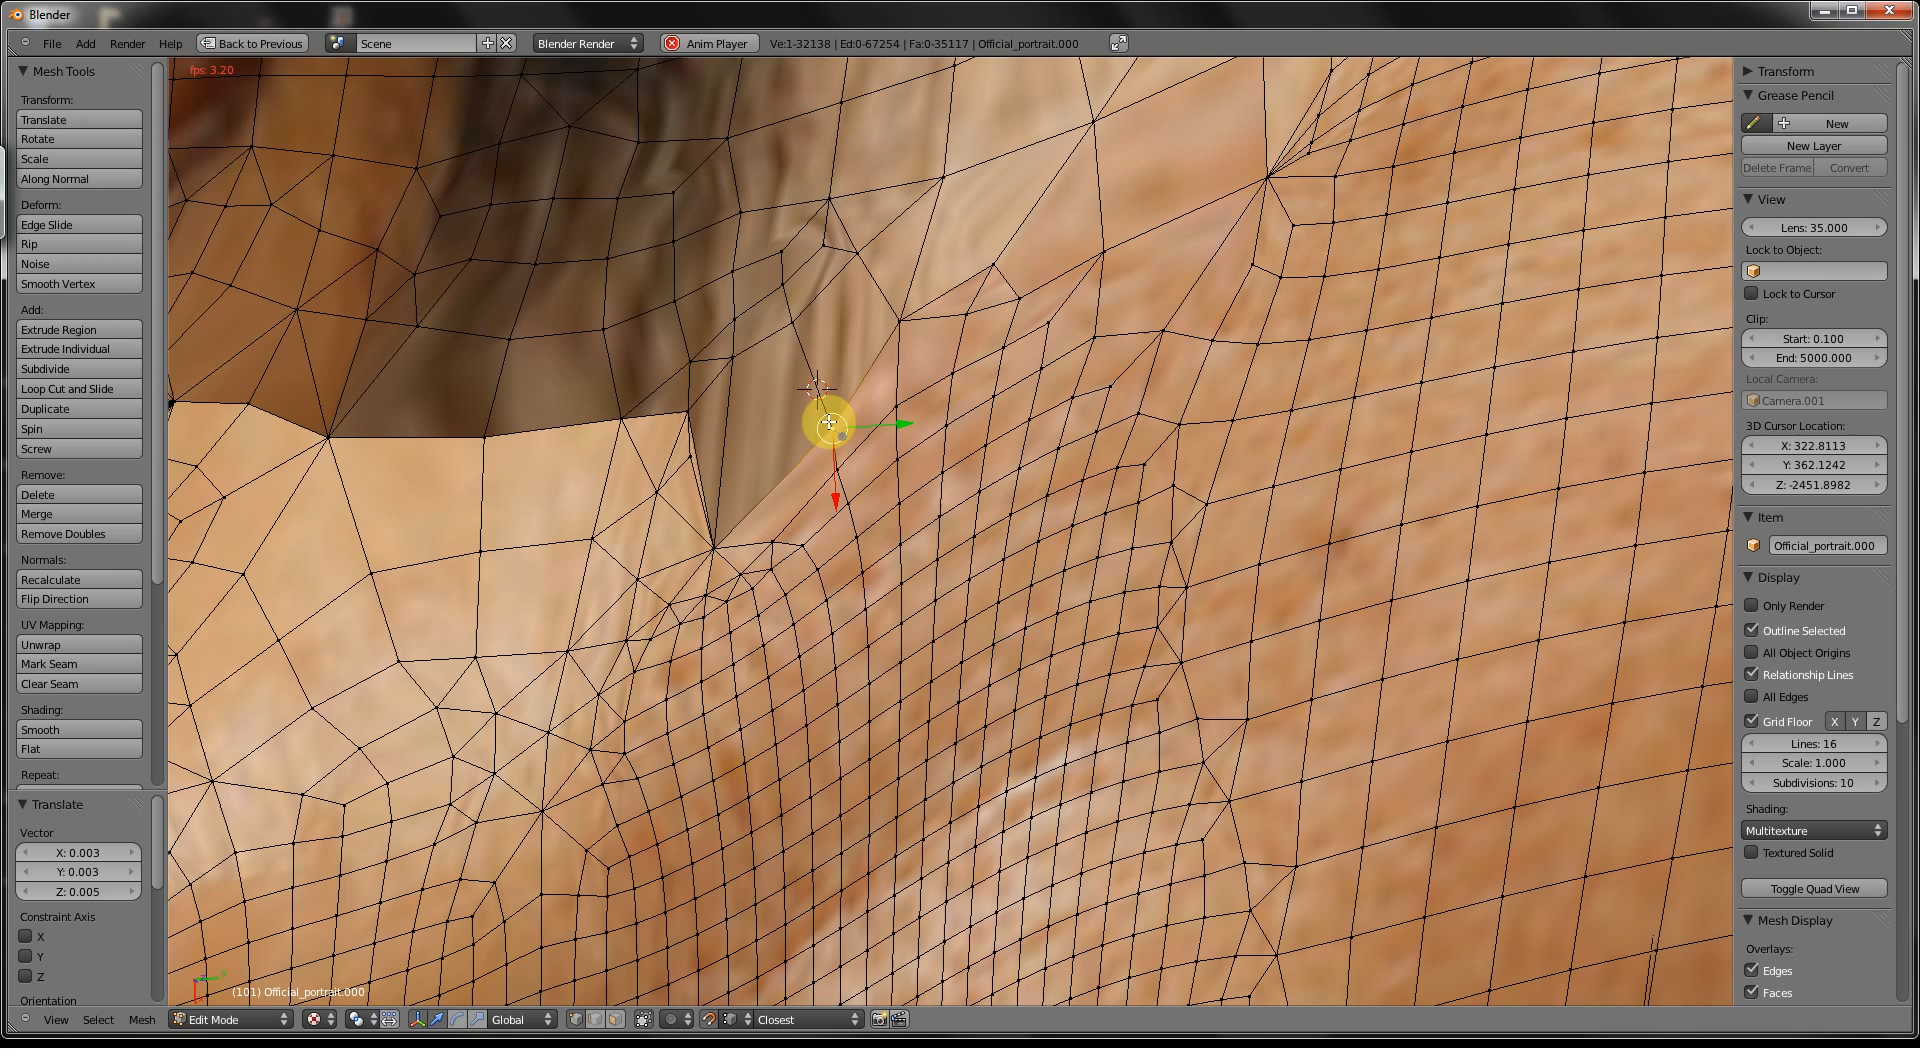 Blender
File Add Render Help Back to Previous Scene Blender Render Anim Player Ve:1-32138 | Ed:0-67254 | Fa:0-35117 | Official_portrait.000
Mesh Tools
Transform:
Translate
Rotate
Scale
Along Normal
Deform:
Edge Slide
Rip
Noise
Smooth Vertex
Add:
Extrude Region
Extrude Individual
Subdivide
Loop Cut and Slide
Duplicate
Spin
Screw
Remove:
Delete
Merge
Remove Doubles
Normals:
Recalculate
Flip Direction
UV Mapping:
Unwrap
Mark Seam
Clear Seam
Shading:
Smooth
Flat
Repeat:
Translate
Vector
X: 0.003
Y: 0.003
Z: 0.005
Constraint Axis
X
Y
Z
Orientation
fps: 3.20
(101) Official_portrait.000
Transform
Grease Pencil
New
New Layer
Delete Frame Convert
View
Lens: 35.000
Lock to Object:
Lock to Cursor
Clip:
Start: 0.100
End: 5000.000
Local Camera:
Camera.001
3D Cursor Location:
X: 322.8113
Y: 362.1242
Z: -2451.8982
Item
Official_portrait.000
Display
Only Render
Outline Selected
All Object Origins
Relationship Lines
All Edges
Grid Floor X Y Z
Lines: 16
Scale: 1.000
Subdivisions: 10
Shading:
Multitexture
Textured Solid
Toggle Quad View
Mesh Display
Overlays:
Edges
Faces
View Select Mesh Edit Mode Global Closest